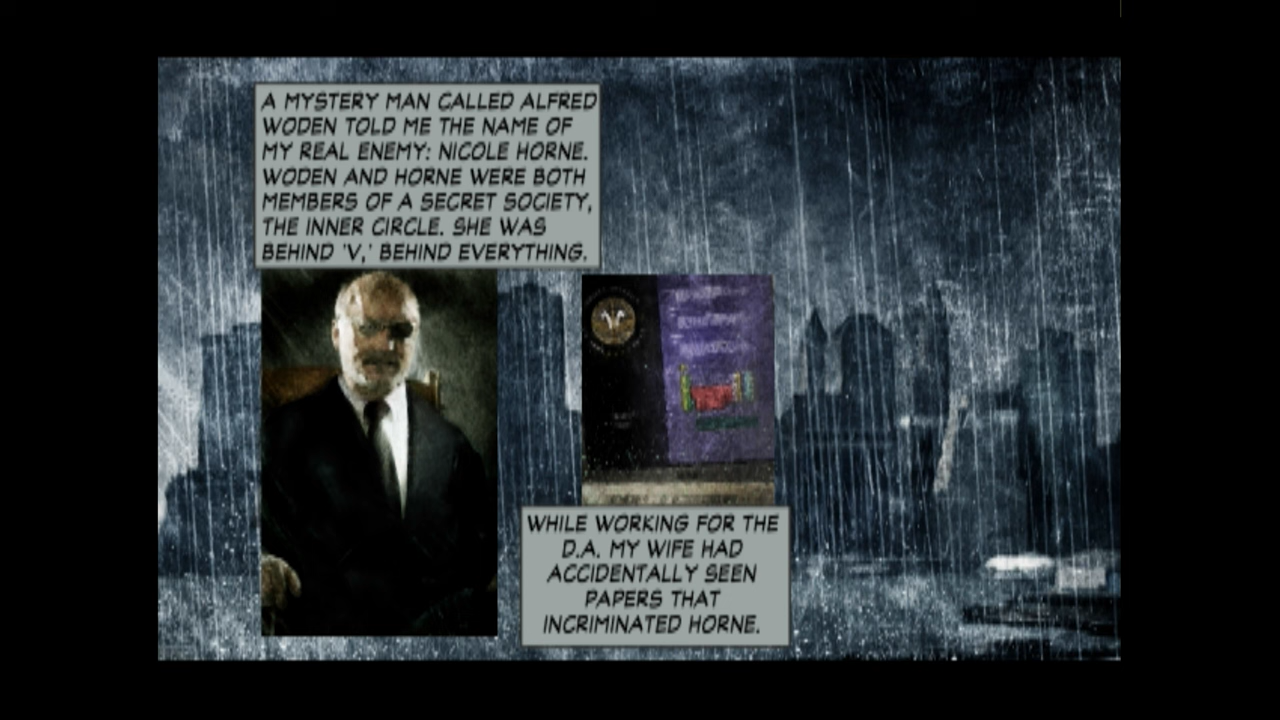 A MYSTERY MAN CALLED ALFRED
WODEN TOLD ME THE NAME OF
MY REAL ENEMY: NICOLE HORNE.
WODEN AND HORNE WERE BOTH
MEMBERS OF A SECRET SOCIETY,
THE INNER CIRCLE. SHE WAS
BEHIND 'V,' BEHIND EVERYTHING.
WHILE WORKING FOR THE
D.A. MY WIFE HAD
ACCIDENTALLY SEEN
PAPERS THAT
INCRIMINATED HORNE.